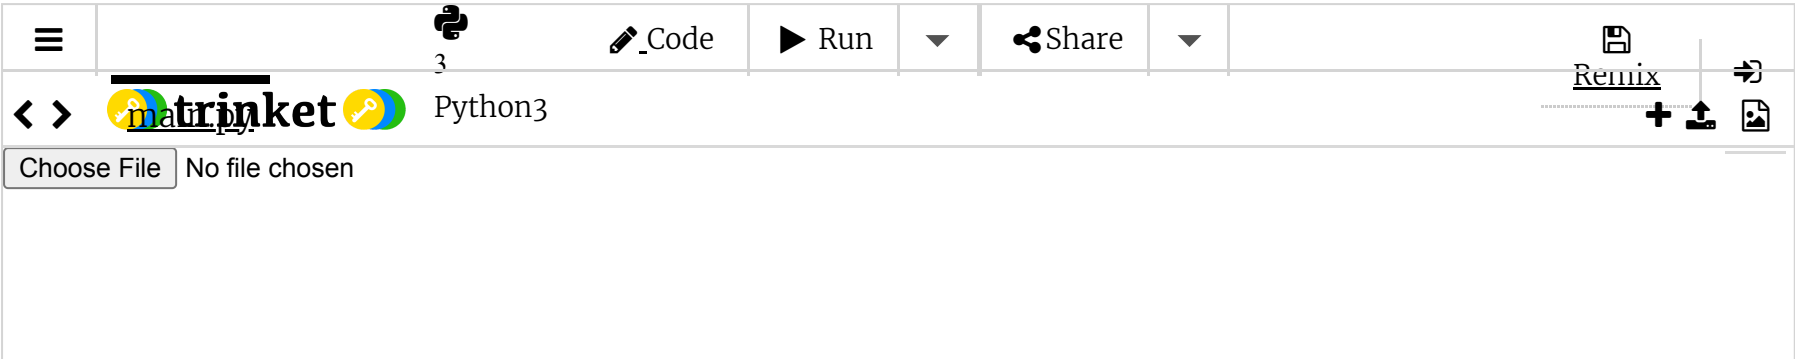 3
Code
Run
Share
Remix
main.py
trinket
Python3
Choose File No file chosen